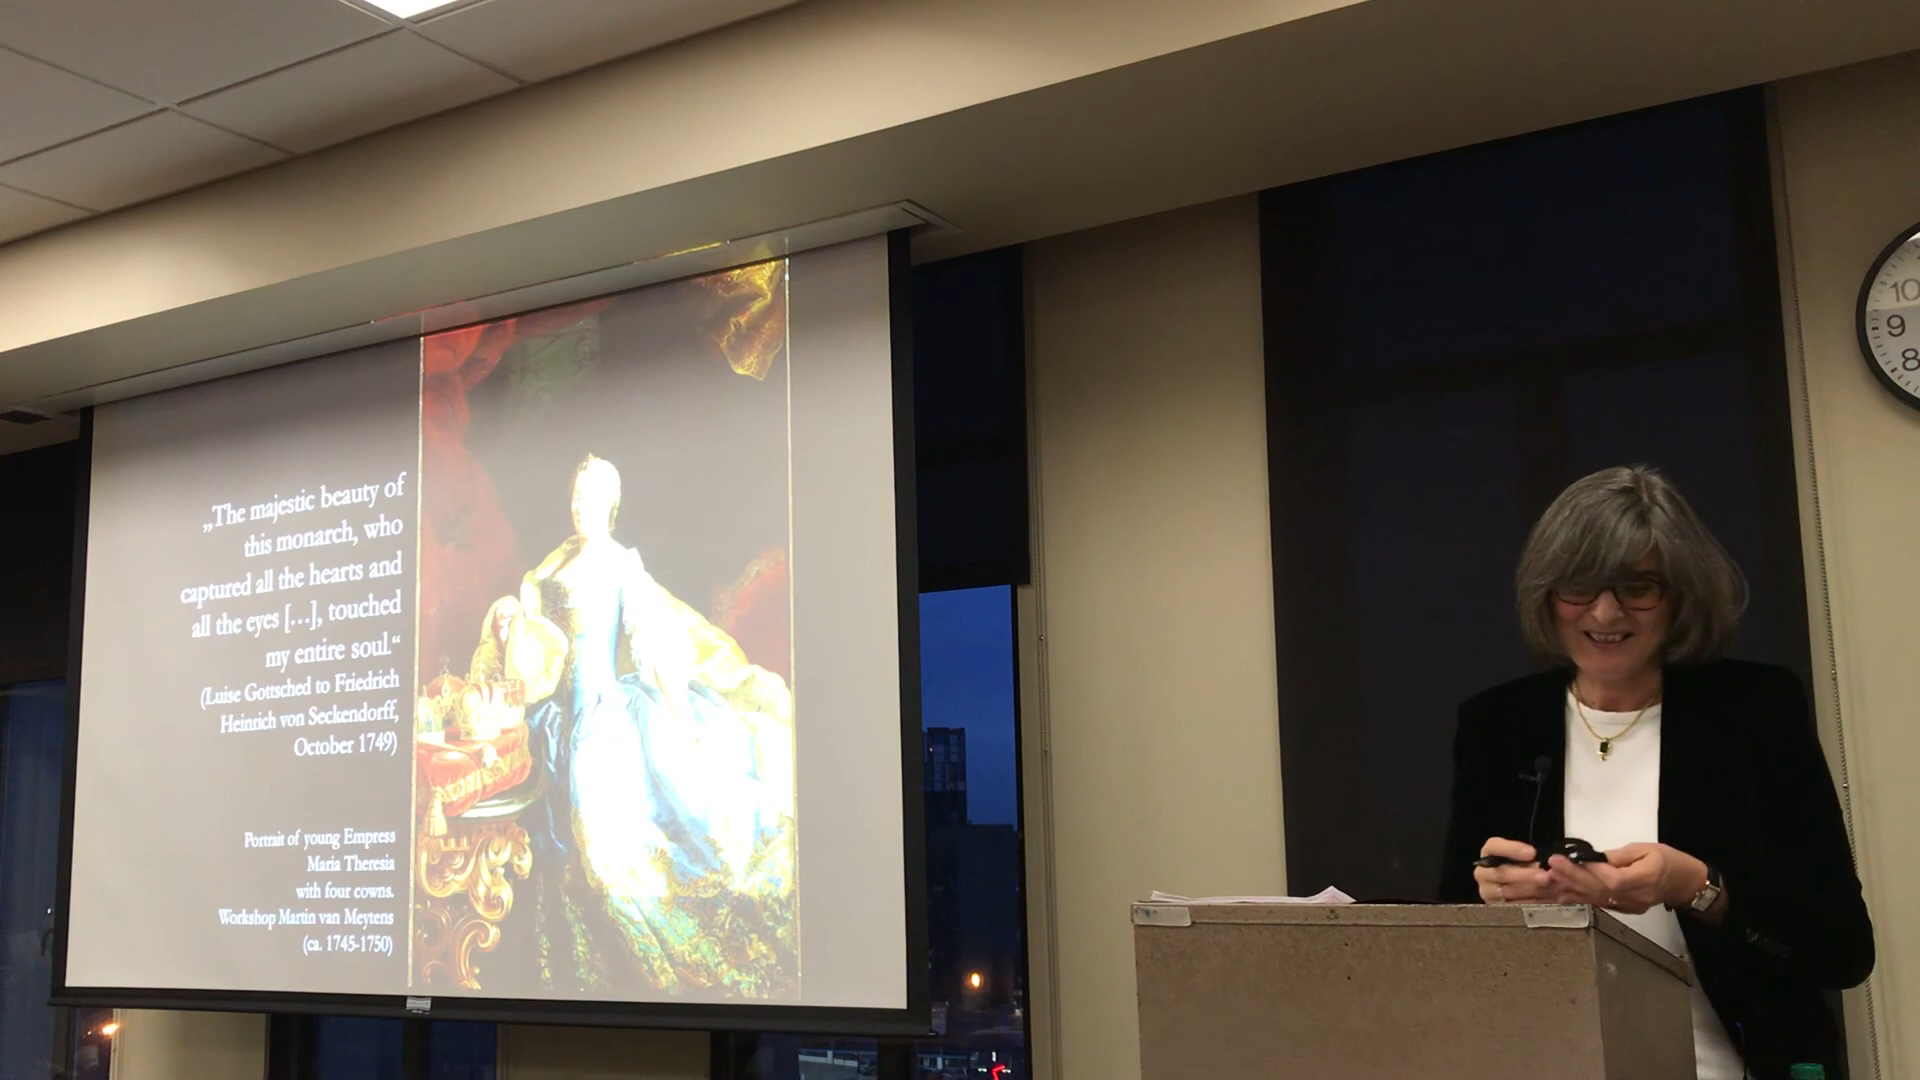 „The majestic beauty of
this monarch, who
captured all the hearts and
all the eyes [...], touched
my entire soul.“
(Luise Gottsched to Friedrich
Heinrich von Seckendorff,
October 1749)
Portrait of young Empress
Maria Theresia
with four cowns.
Workshop Martin van Meytens
(ca. 1745-1750)
10
9
8